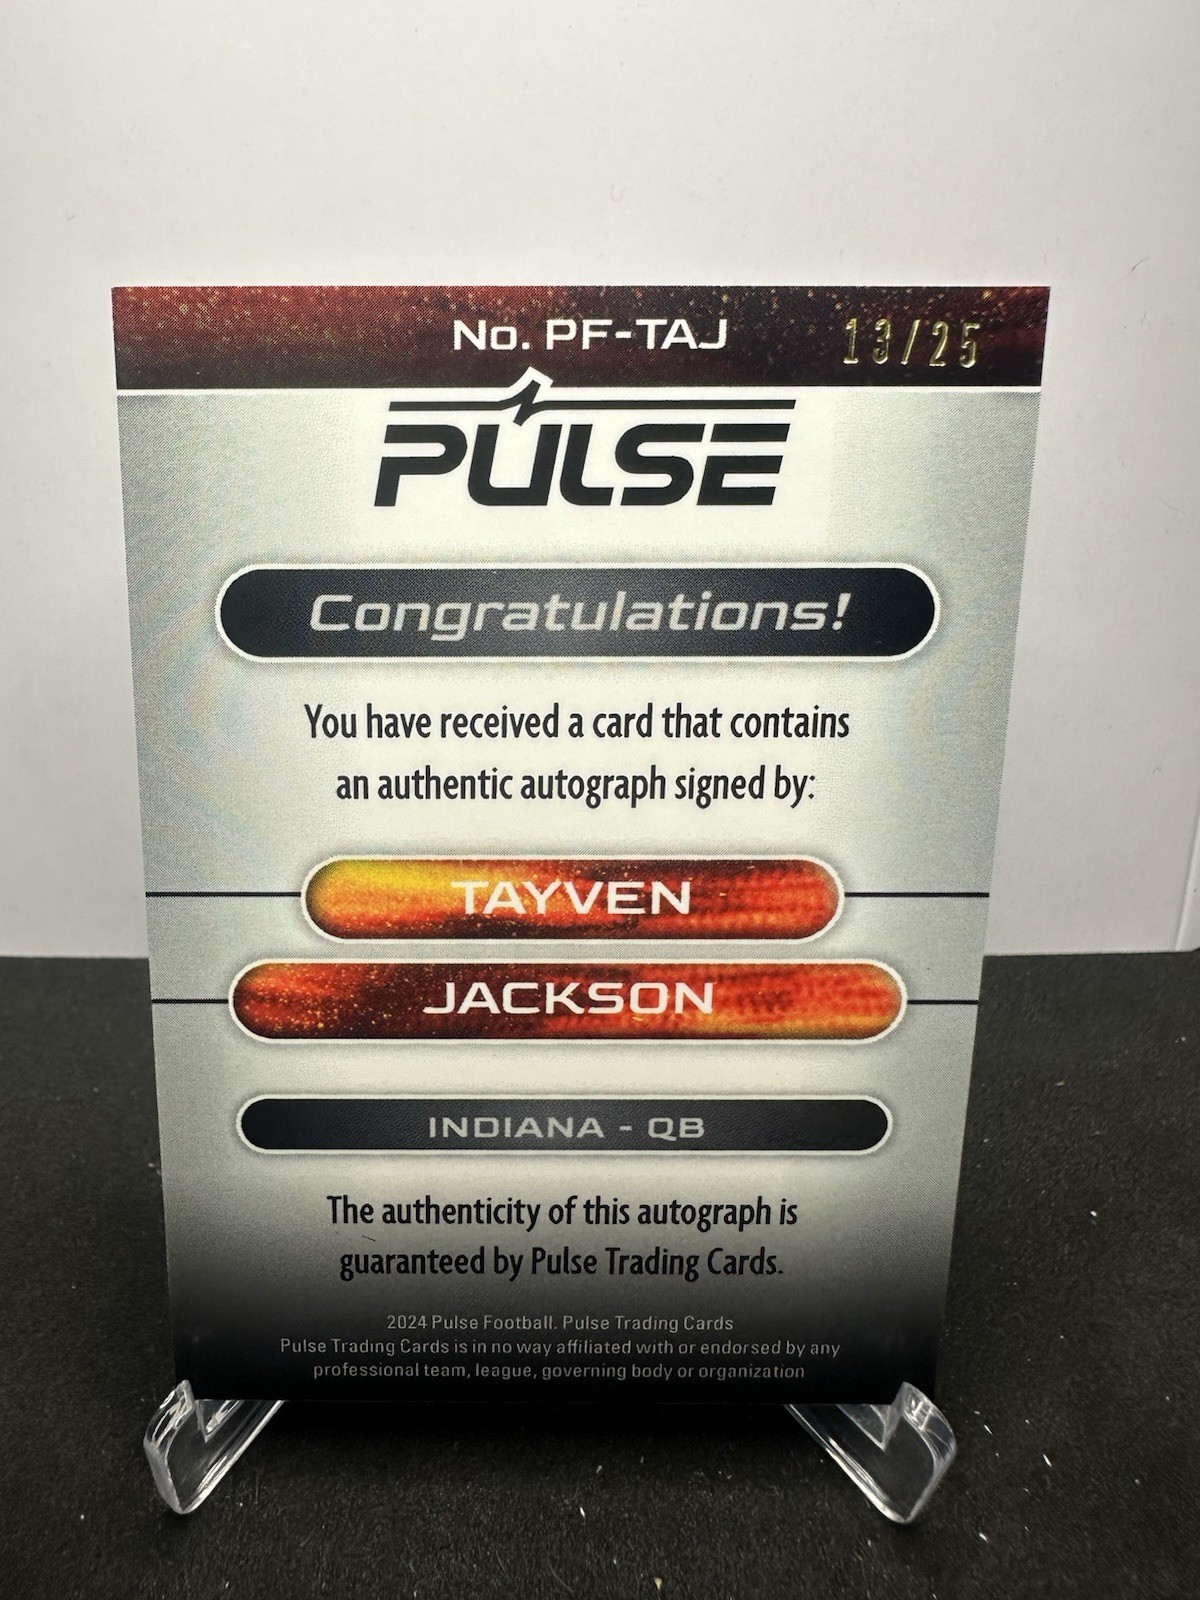 No. PF-TAJ 13/25
PULSE
Congratulations!
You have received a card that contains
an authentic autograph signed by:
TAYVEN
JACKSON
INDIANA - QB
The authenticity of this autograph is
guaranteed by Pulse Trading Cards.
2024 Pulse Football. Pulse Trading Cards
Pulse Trading Cards is in no way affiliated with or endorsed by any
professional team, league, governing body or organization